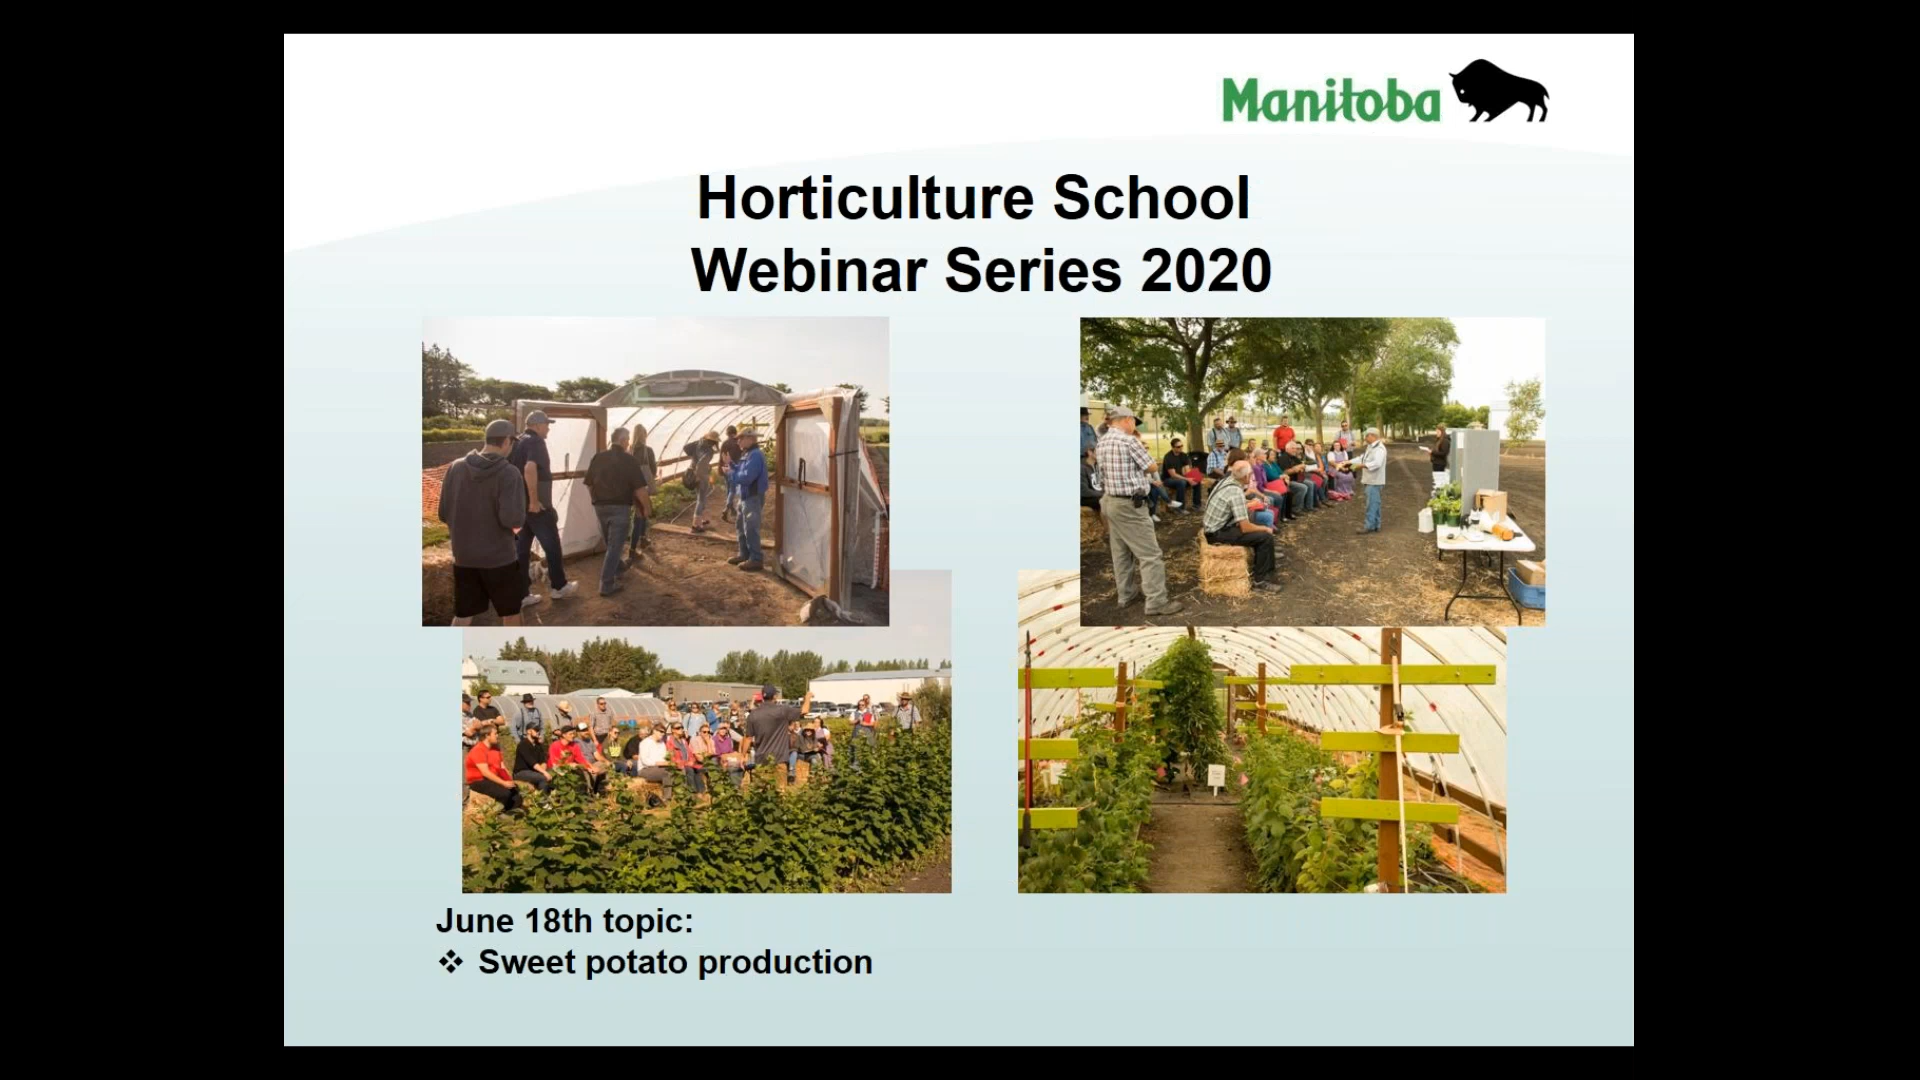 Manitoba
Horticulture School
Webinar Series 2020
June 18th topic:
❖ Sweet potato production